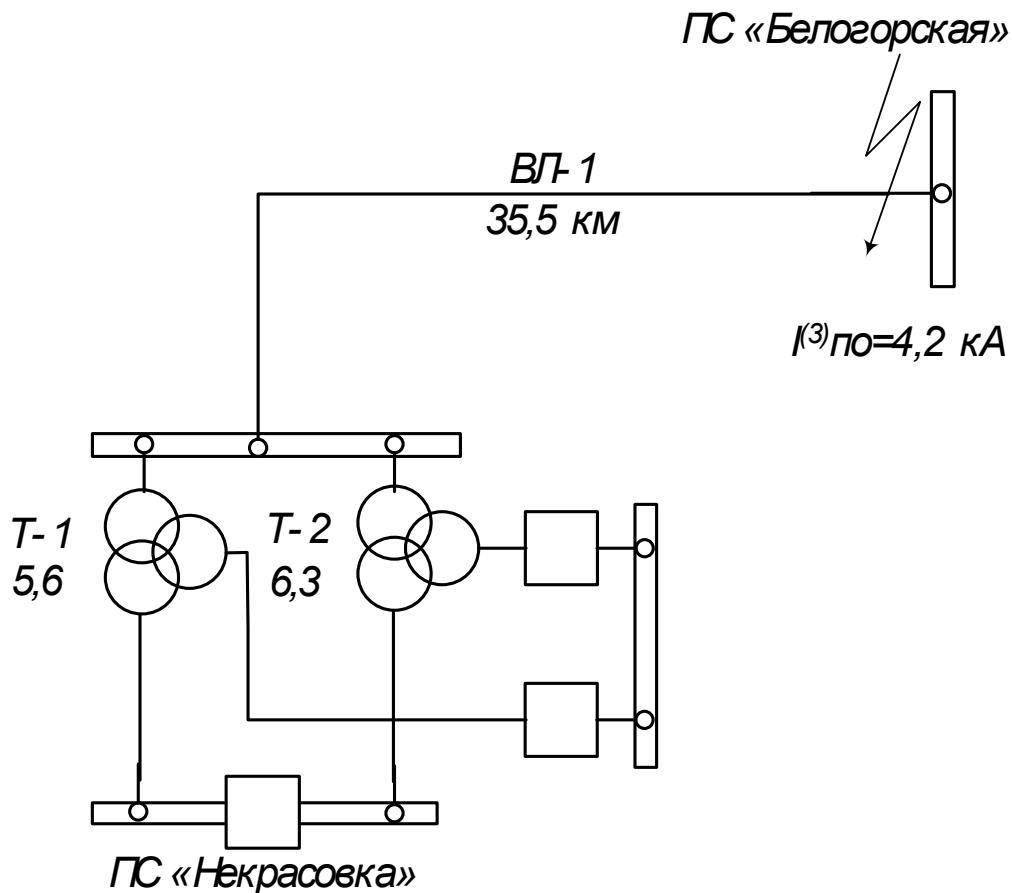 ПС «Белогорская»
ВЛ-1
35,5 км
I(3)по=4,2 кА
Т-1
5,6
Т-2
6,3
ПС «Некрасовка»